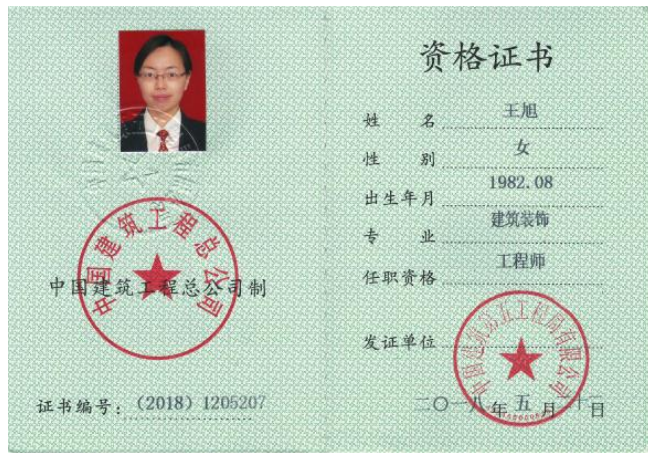 中国建筑工程总公司
中国建筑工程总公司制
证书编号：(2018) 1205207
资格证书
姓 名 王旭
性 别 女
出生年月 1982.08
专 业 建筑装饰
任职资格 工程师
发证单位
二〇一八年五月二十二日